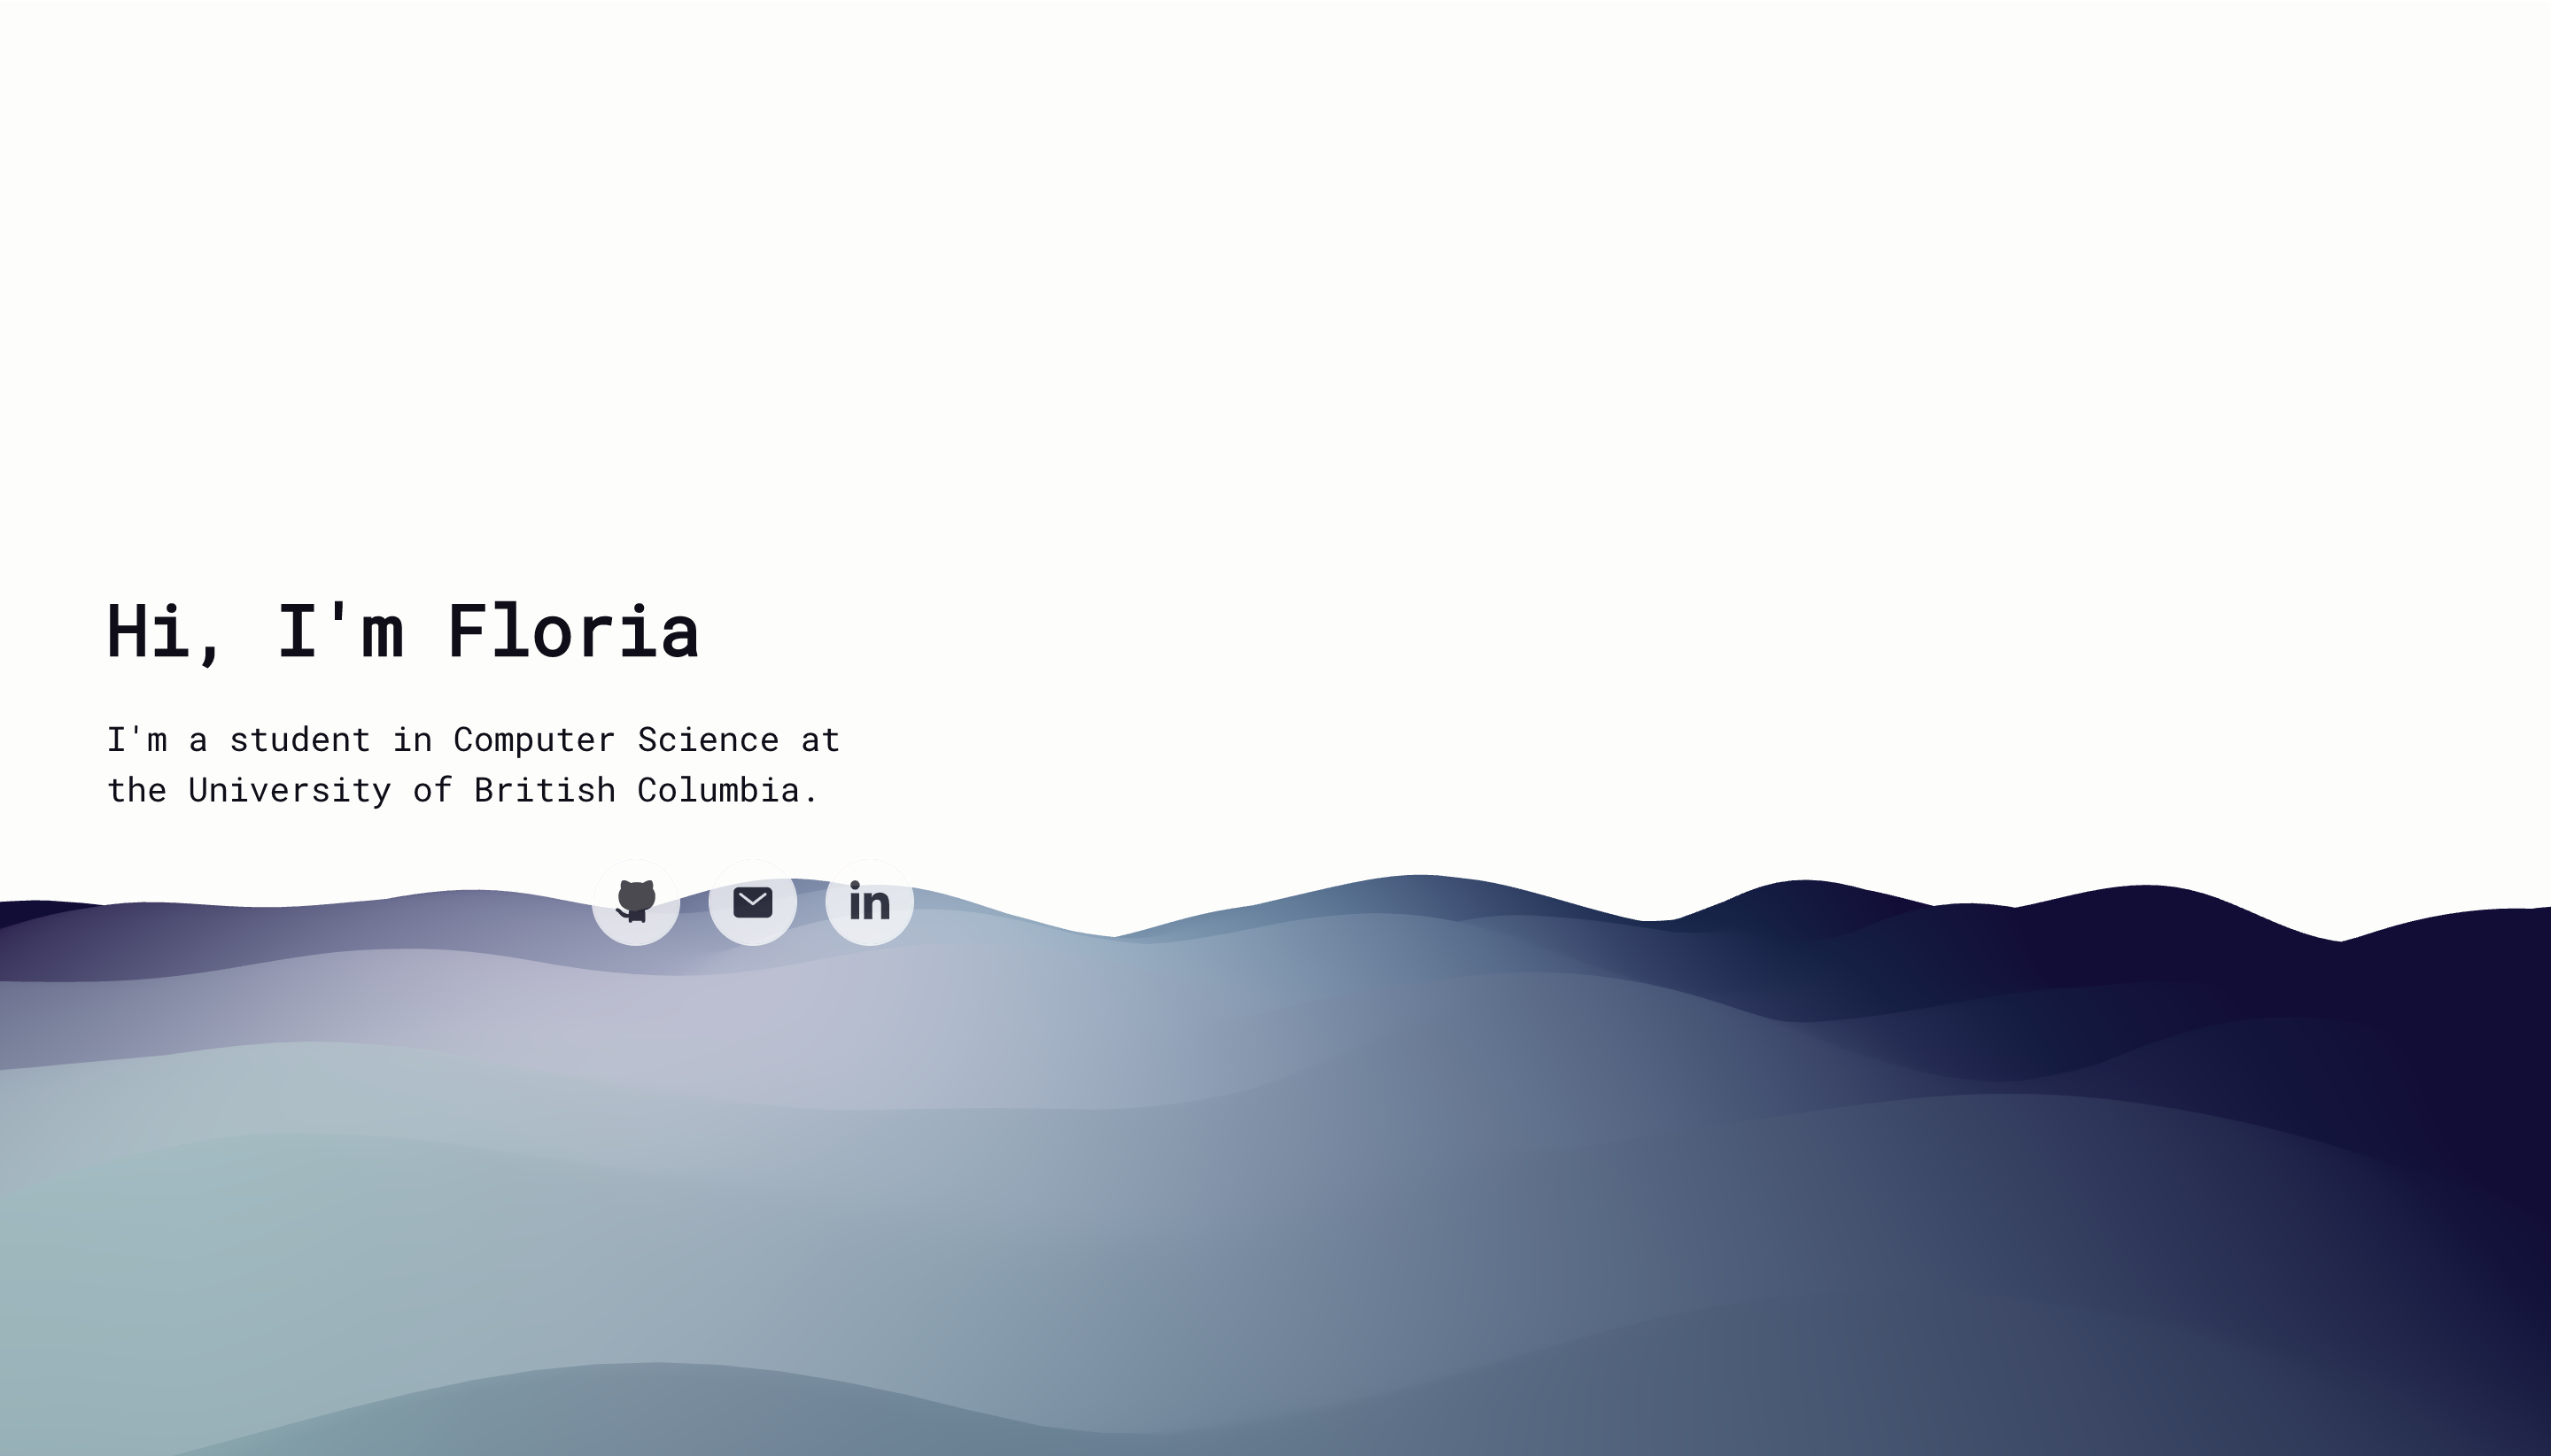 Hi, I'm Floria
I'm a student in Computer Science at
the University of British Columbia.
in